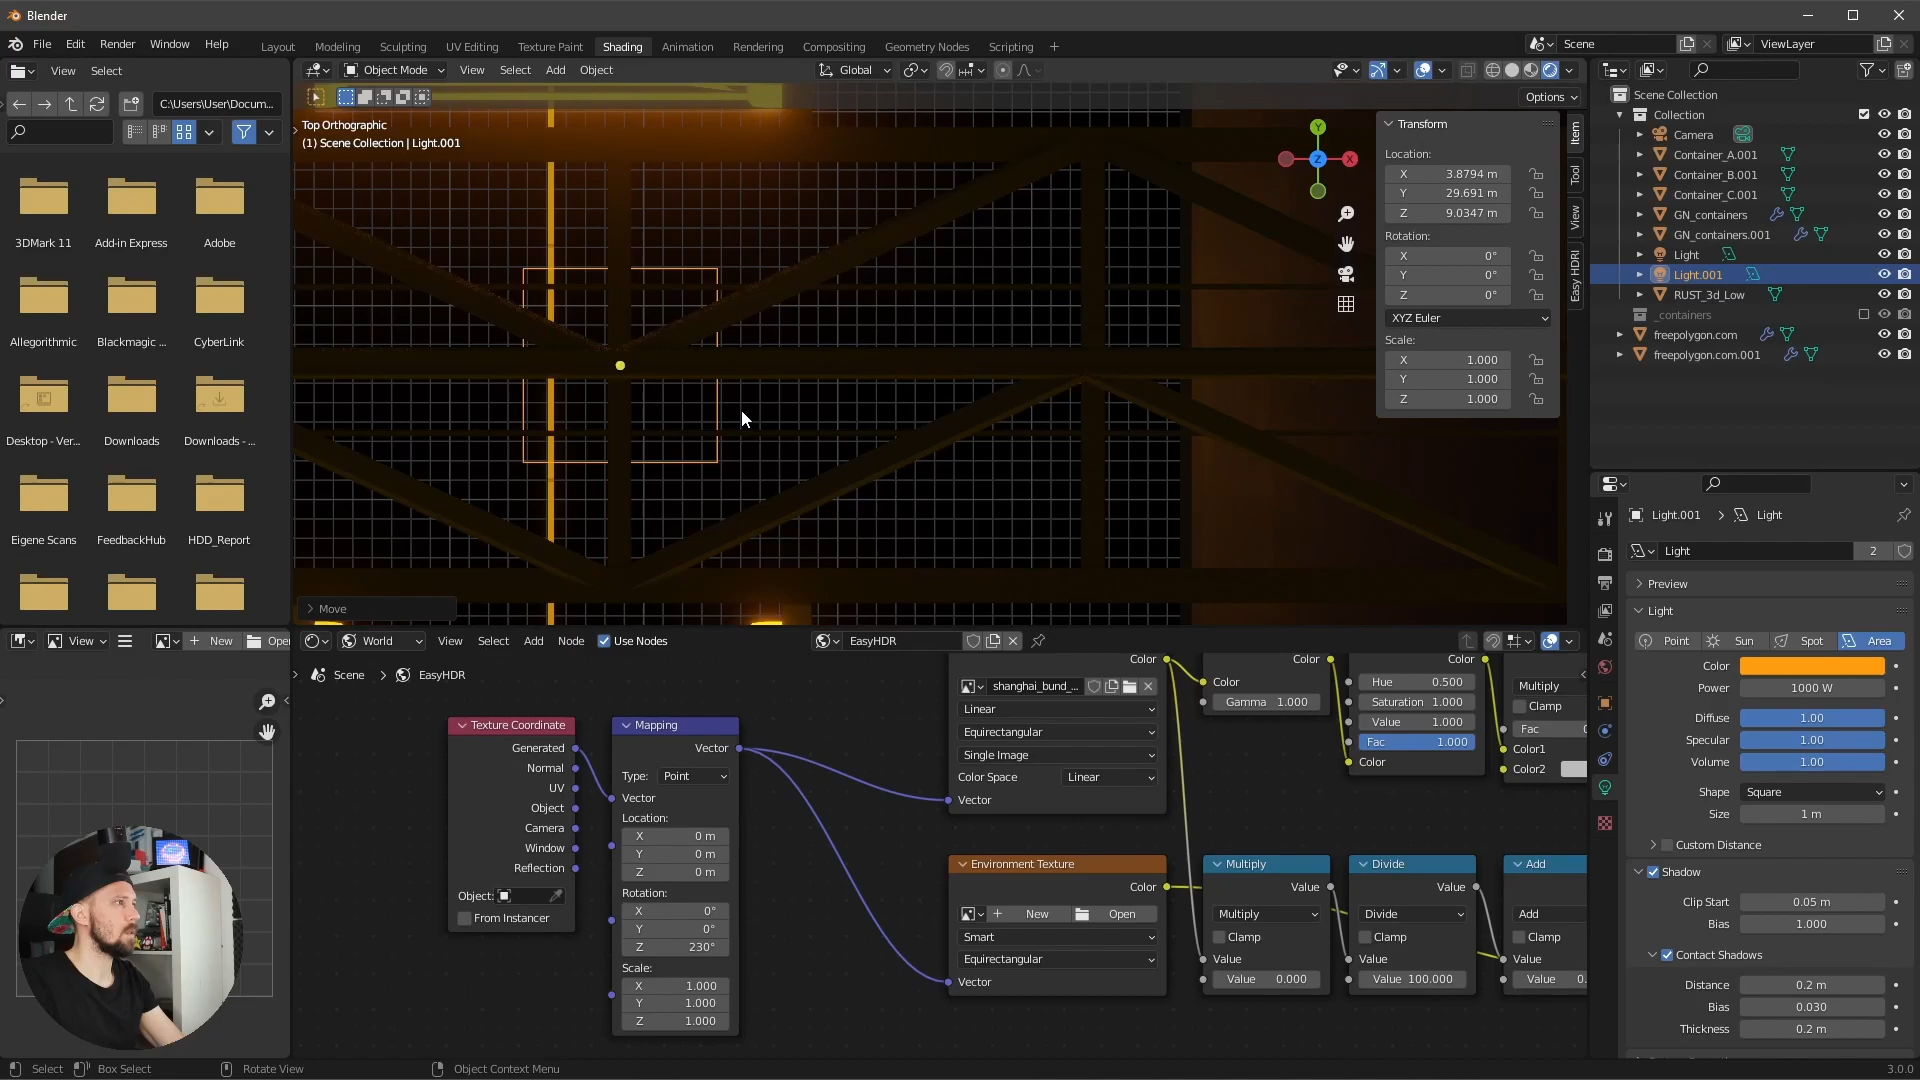 Blender
File Edit Render Window Help
Layout Modeling Sculpting UV Editing Texture Paint Shading Animation Rendering Compositing Geometry Nodes Scripting
Scene
ViewLayer
View Select
Object Mode View Select Add Object
Global
Options
C:\Users\User\Docum...
3DMark 11 Add-in Express Adobe
Allegorithmic Blackmagic ... CyberLink
Desktop - Ver... Downloads Downloads - ...
Eigene Scans FeedbackHub HDD_Report
Top Orthographic
(1) Scene Collection | Light.001
Y
X
Z
Move
Transform
Location:
X 3.8794 m
Y 29.691 m
Z 9.0347 m
Rotation:
X 0°
Y 0°
Z 0°
XYZ Euler
Scale:
X 1.000
Y 1.000
Z 1.000
Item
Tool
View
Easy HDRI
Scene Collection
Collection
Camera
Container_A.001
Container_B.001
Container_C.001
GN_containers
GN_containers.001
Light
Light.001
RUST_3d_Low
_containers
freepolygon.com
freepolygon.com.001
Light.001 > Light
Light 2
Preview
Light
Point Sun Spot Area
Color
Power 1000 W
Diffuse 1.00
Specular 1.00
Volume 1.00
Shape Square
Size 1 m
Custom Distance
Shadow
Clip Start 0.05 m
Bias 1.000
Contact Shadows
Distance 0.2 m
Bias 0.030
Thickness 0.2 m
View New Ope
World View Select Add Node Use Nodes EasyHDR
Scene > EasyHDR
Texture Coordinate
Generated
Normal
UV
Object
Camera
Window
Reflection
Object:
From Instancer
Mapping
Vector
Type: Point
Vector
Location:
X 0 m
Y 0 m
Z 0 m
Rotation:
X 0°
Y 0°
Z 230°
Scale:
X 1.000
Y 1.000
Z 1.000
Color
shanghai_bund_...
Linear
Equirectangular
Single Image
Color Space Linear
Vector
Environment Texture
Color
New Open
Smart
Equirectangular
Vector
Color
Color
Gamma 1.000
Color
Hue 0.500
Saturation 1.000
Value 1.000
Fac 1.000
Color
Multiply
Clamp
Fac
Color1
Color2
Multiply
Value
Multiply
Clamp
Value
Value 0.000
Divide
Value
Divide
Clamp
Value
Value 100.000
Add
Add
Clamp
Value
Value 0.
Select Box Select Rotate View Object Context Menu
3.0.0